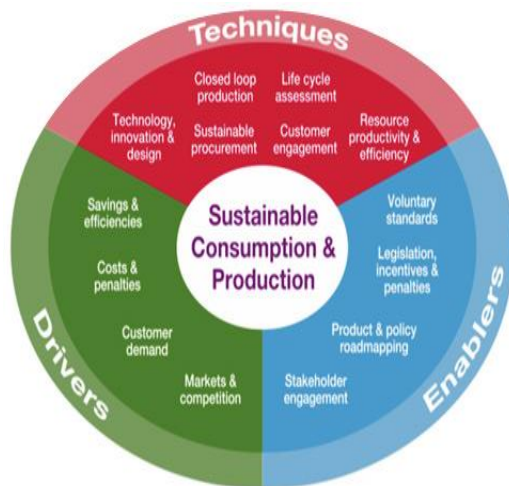 Techniques
Closed loop
production
Life cycle
assessment
Technology,
innovation &
design
Sustainable
procurement
Customer
engagement
Resource
productivity &
efficiency
Sustainable
Consumption &
Production
Savings &
efficiencies
Costs &
penalties
Customer
demand
Markets &
competition
Drivers
Voluntary
standards
Legislation,
incentives &
penalties
Product & policy
roadmapping
Stakeholder
engagement
Enablers